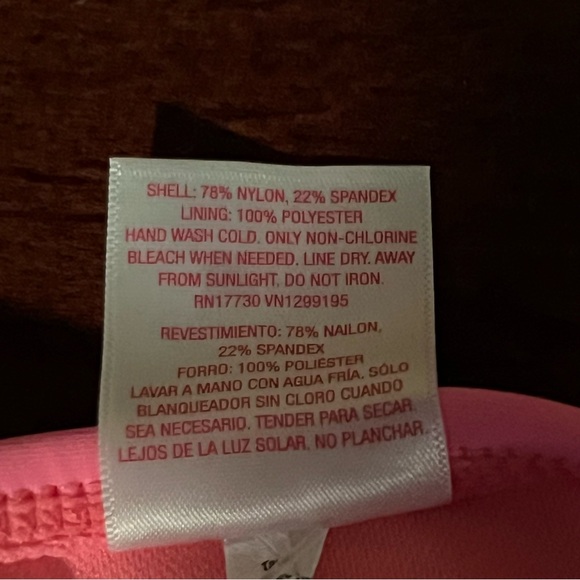 SHELL: 78% NYLON, 22% SPANDEX
LINING: 100% POLYESTER
HAND WASH COLD. ONLY NON-CHLORINE
BLEACH WHEN NEEDED. LINE DRY. AWAY
FROM SUNLIGHT. DO NOT IRON.
RN17730 VN1299195
REVESTIMIENTO: 78% NAILON,
22% SPANDEX
FORRO: 100% POLIÉSTER
LAVAR A MANO CON AGUA FRÍA. SÓLO
BLANQUEADOR SIN CLORO CUANDO
SEA NECESARIO. TENDER PARA SECAR.
LEJOS DE LA LUZ SOLAR. NO PLANCHAR.